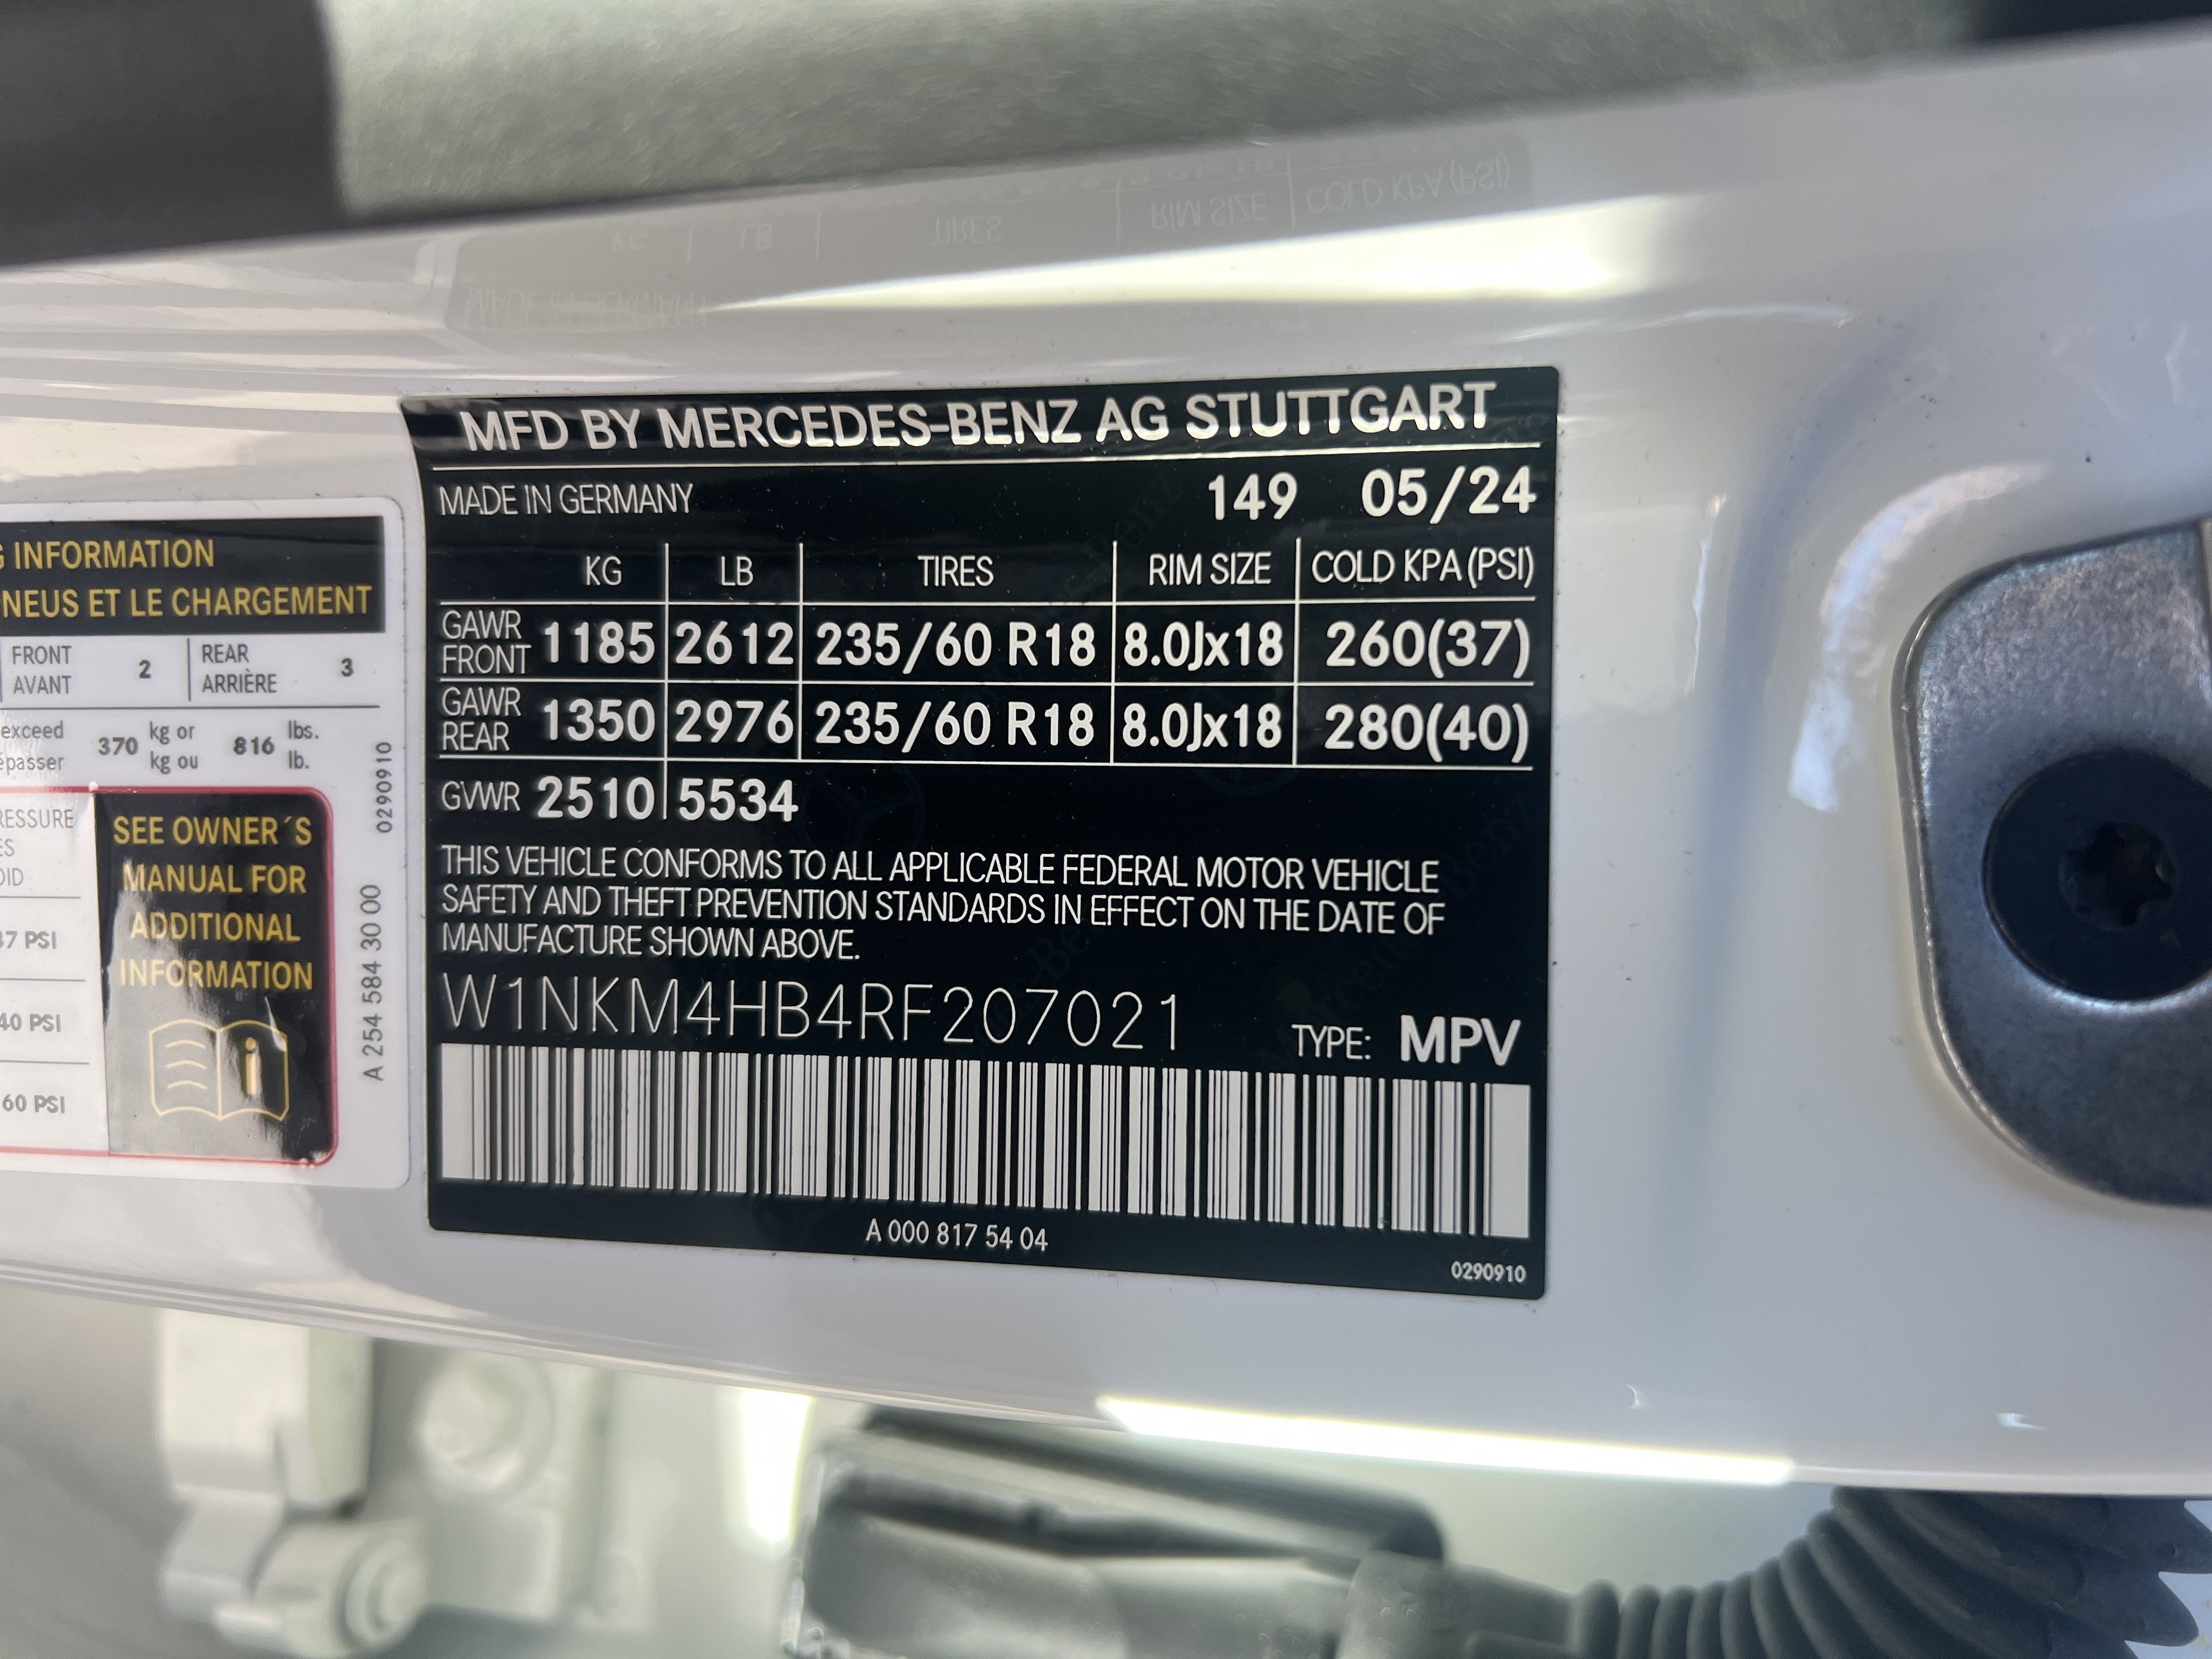 MFD BY MERCEDES-BENZ AG STUTTGART
MADE IN GERMANY 149 05/24
KG LB TIRES RIM SIZE COLD KPA (PSI)
GAWR FRONT 1185 2612 235/60 R18 8.0Jx18 260(37)
GAWR REAR 1350 2976 235/60 R18 8.0Jx18 280(40)
GVWR 2510 5534
THIS VEHICLE CONFORMS TO ALL APPLICABLE FEDERAL MOTOR VEHICLE
SAFETY AND THEFT PREVENTION STANDARDS IN EFFECT ON THE DATE OF
MANUFACTURE SHOWN ABOVE.
W1NKM4HB4RF207021 TYPE: MPV
A 000 817 54 04
0290910
INFORMATION
NEUS ET LE CHARGEMENT
FRONT 2 REAR 3
AVANT ARRIÈRE
exceed 370 kg or 816 lbs.
kg ou lb.
SEE OWNER´S
MANUAL FOR
ADDITIONAL
INFORMATION
PSI
40 PSI
60 PSI
A 254 584 30 00 0290910